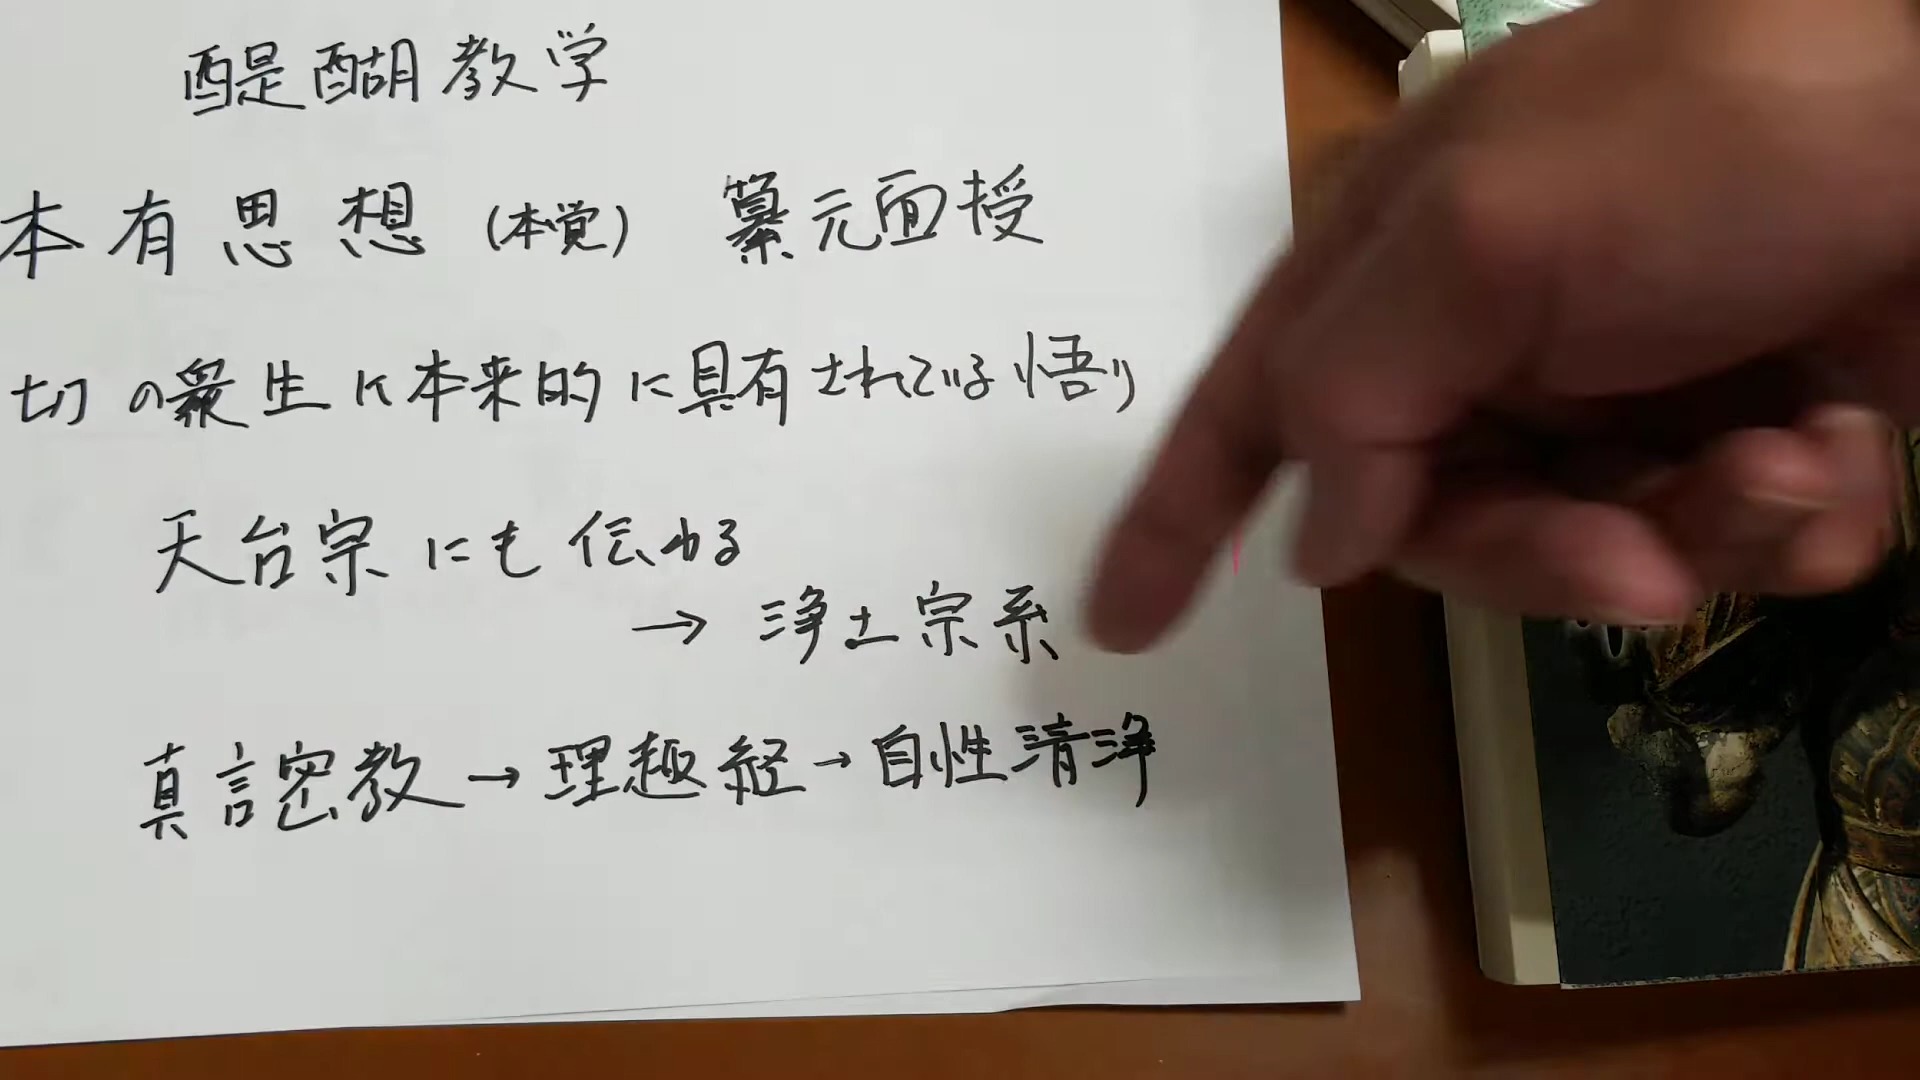 醍醐教学
本有思想 (本覚) 纂元面授
切の衆生に本来的に具有されている悟り
天台宗にも伝わる
→ 浄土宗系
真言密教→理趣経→自性清浄